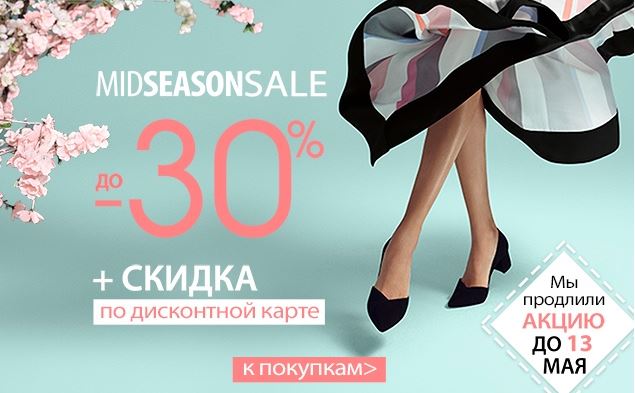 MIDSEASONSALE
до -30%
+ СКИДКА
по дисконтной карте
к покупкам>
Мы
продлили
АКЦИЮ
ДО 13
МАЯ